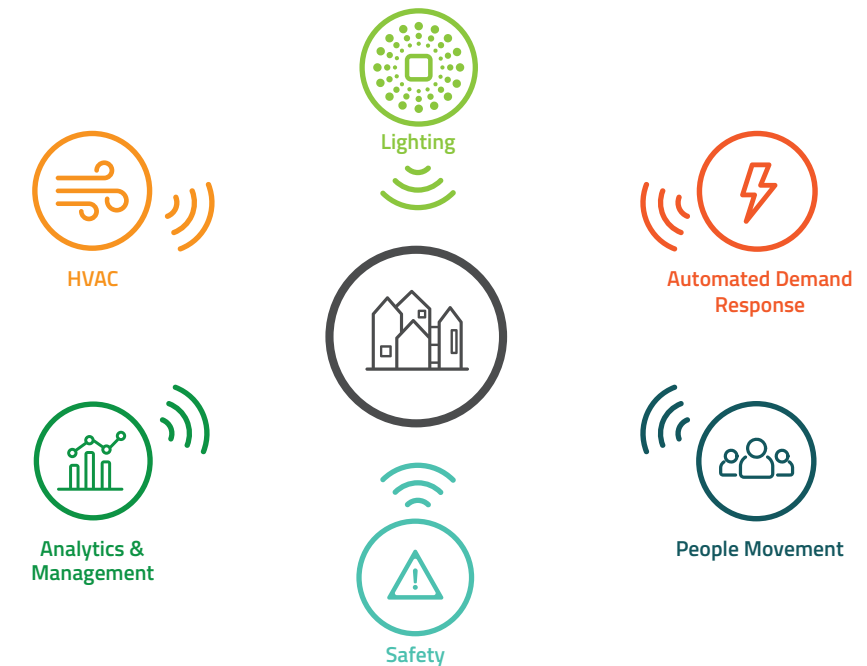 Lighting
HVAC
Automated Demand
Response
Analytics &
Management
People Movement
Safety